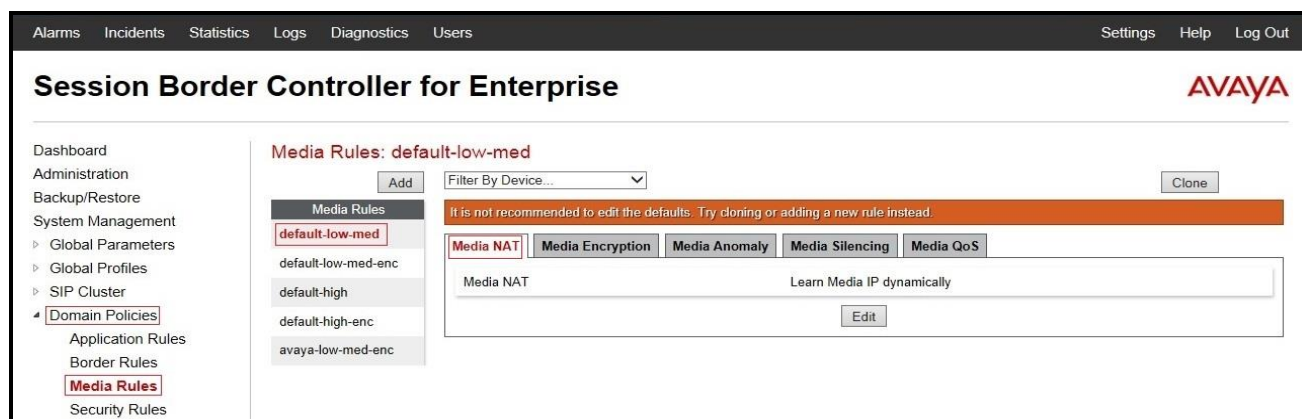 Alarms Incidents Statistics Logs Diagnostics Users Settings Help Log Out
Session Border Controller for Enterprise
AVAYA
Dashboard
Administration
Backup/Restore
System Management
Global Parameters
Global Profiles
SIP Cluster
Domain Policies
Application Rules
Border Rules
Media Rules
Security Rules
Media Rules: default-low-med
Add
Filter By Device...
Clone
Media Rules
default-low-med
default-low-med-enc
default-high
default-high-enc
avaya-low-med-enc
It is not recommended to edit the defaults. Try cloning or adding a new rule instead.
Media NAT Media Encryption Media Anomaly Media Silencing Media QoS
Media NAT Learn Media IP dynamically
Edit